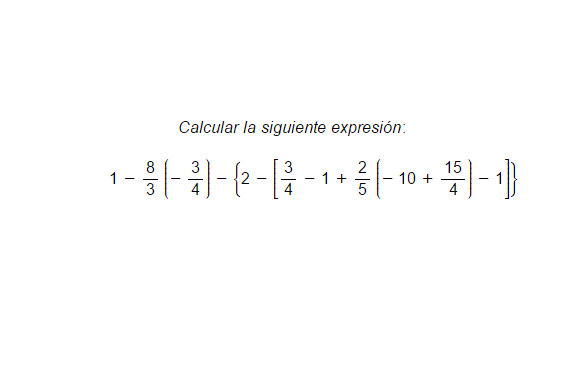 Calcular la siguiente expresión:
1 − 8/3 (− 3/4) − {2 − [3/4 − 1 + 2/5 (− 10 + 15/4) − 1]}